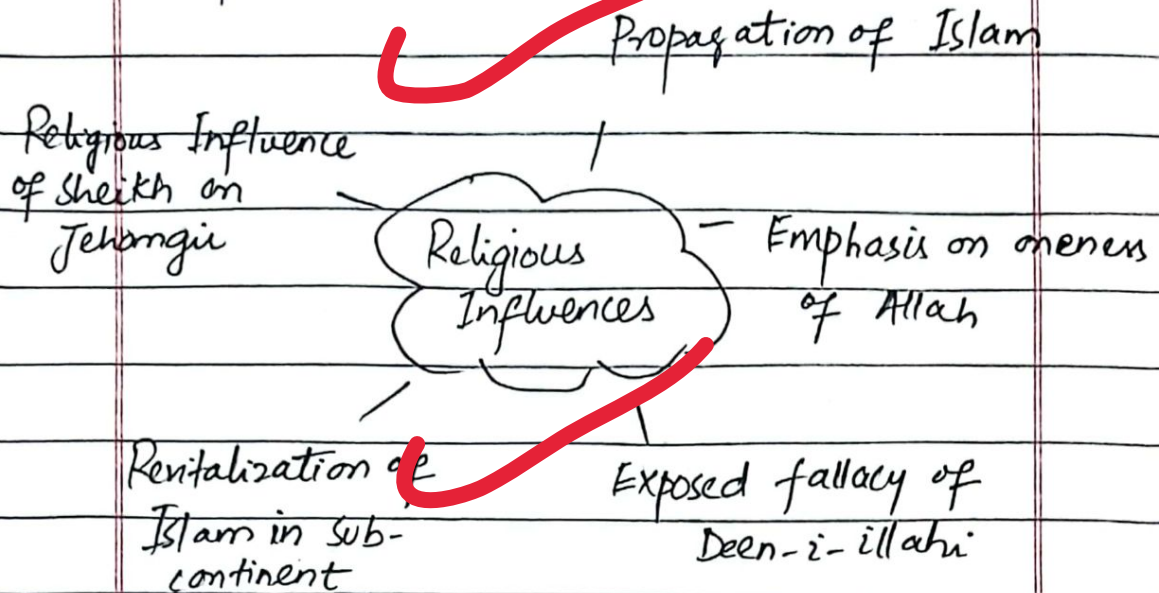 Propagation of Islam
Religious Influence
of Sheikh on
Jehangir
Religious
Influences
Emphasis on oneness
of Allah
Revitalization of
Islam in sub-
continent
Exposed fallacy of
Deen-i-illahi